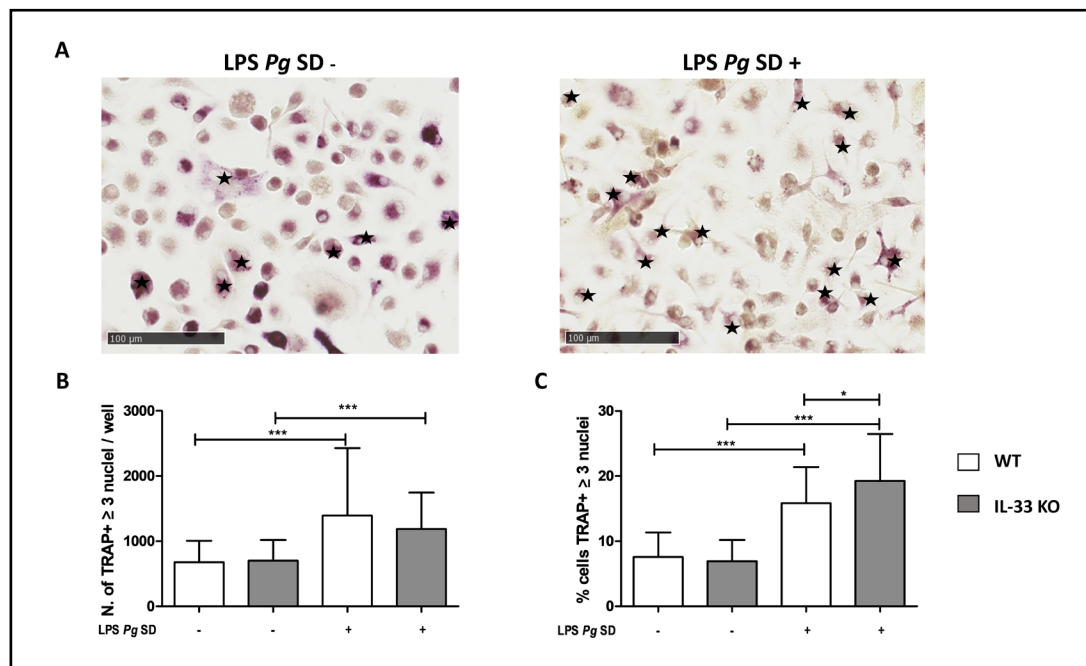 A
LPS Pg SD -
LPS Pg SD +
100 µm
100 µm
B
N. of TRAP+ ≥ 3 nuclei / well
3000
2000
1000
0
***
***
LPS Pg SD
- - + +
C
% cells TRAP+ ≥ 3 nuclei
30
20
10
0
*
***
***
LPS Pg SD
- - + +
WT
IL-33 KO